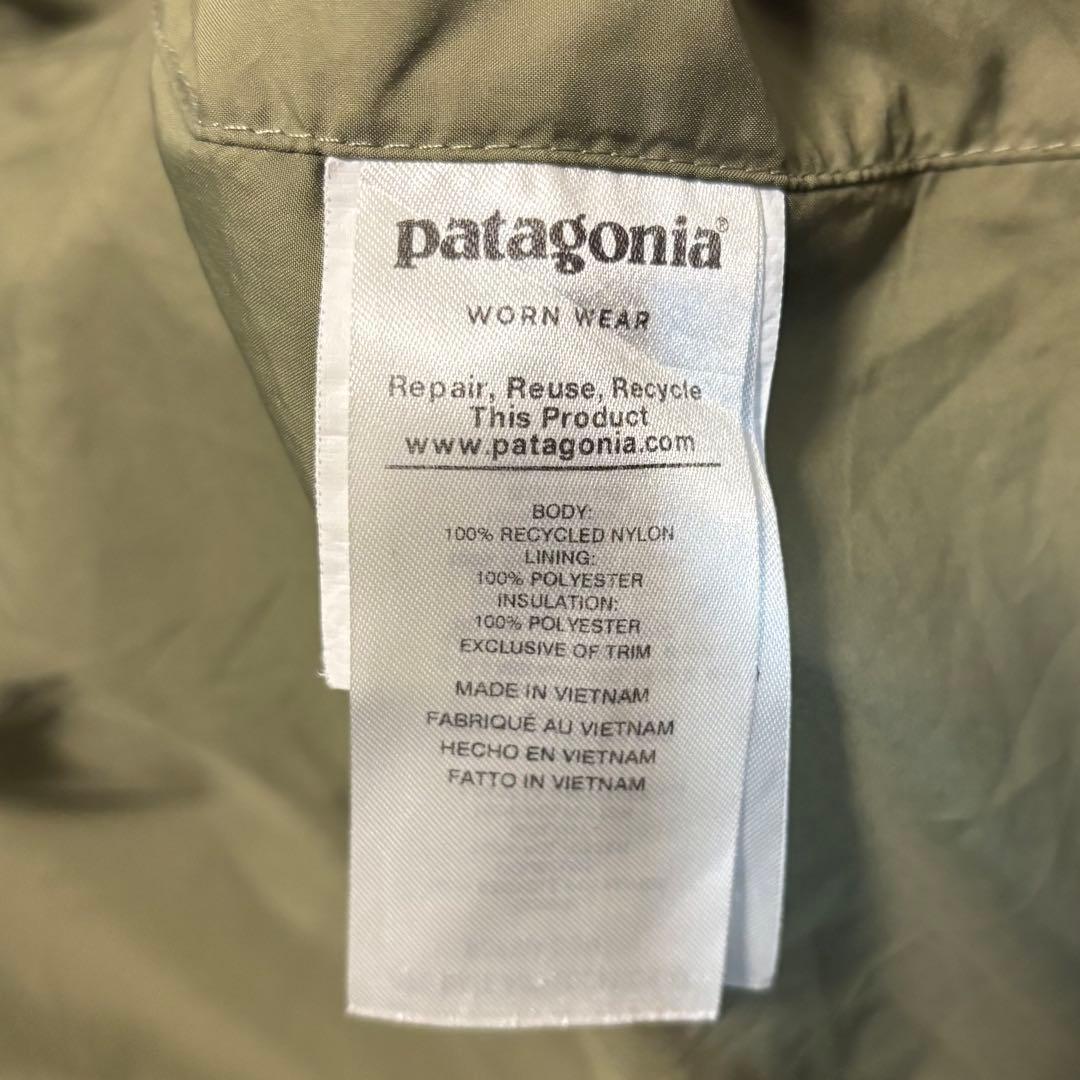 patagonia®
WORN WEAR
Repair, Reuse, Recycle
This Product
www.patagonia.com
BODY:
100% RECYCLED NYLON
LINING:
100% POLYESTER
INSULATION:
100% POLYESTER
EXCLUSIVE OF TRIM
MADE IN VIETNAM
FABRIQUÉ AU VIETNAM
HECHO EN VIETNAM
FATTO IN VIETNAM